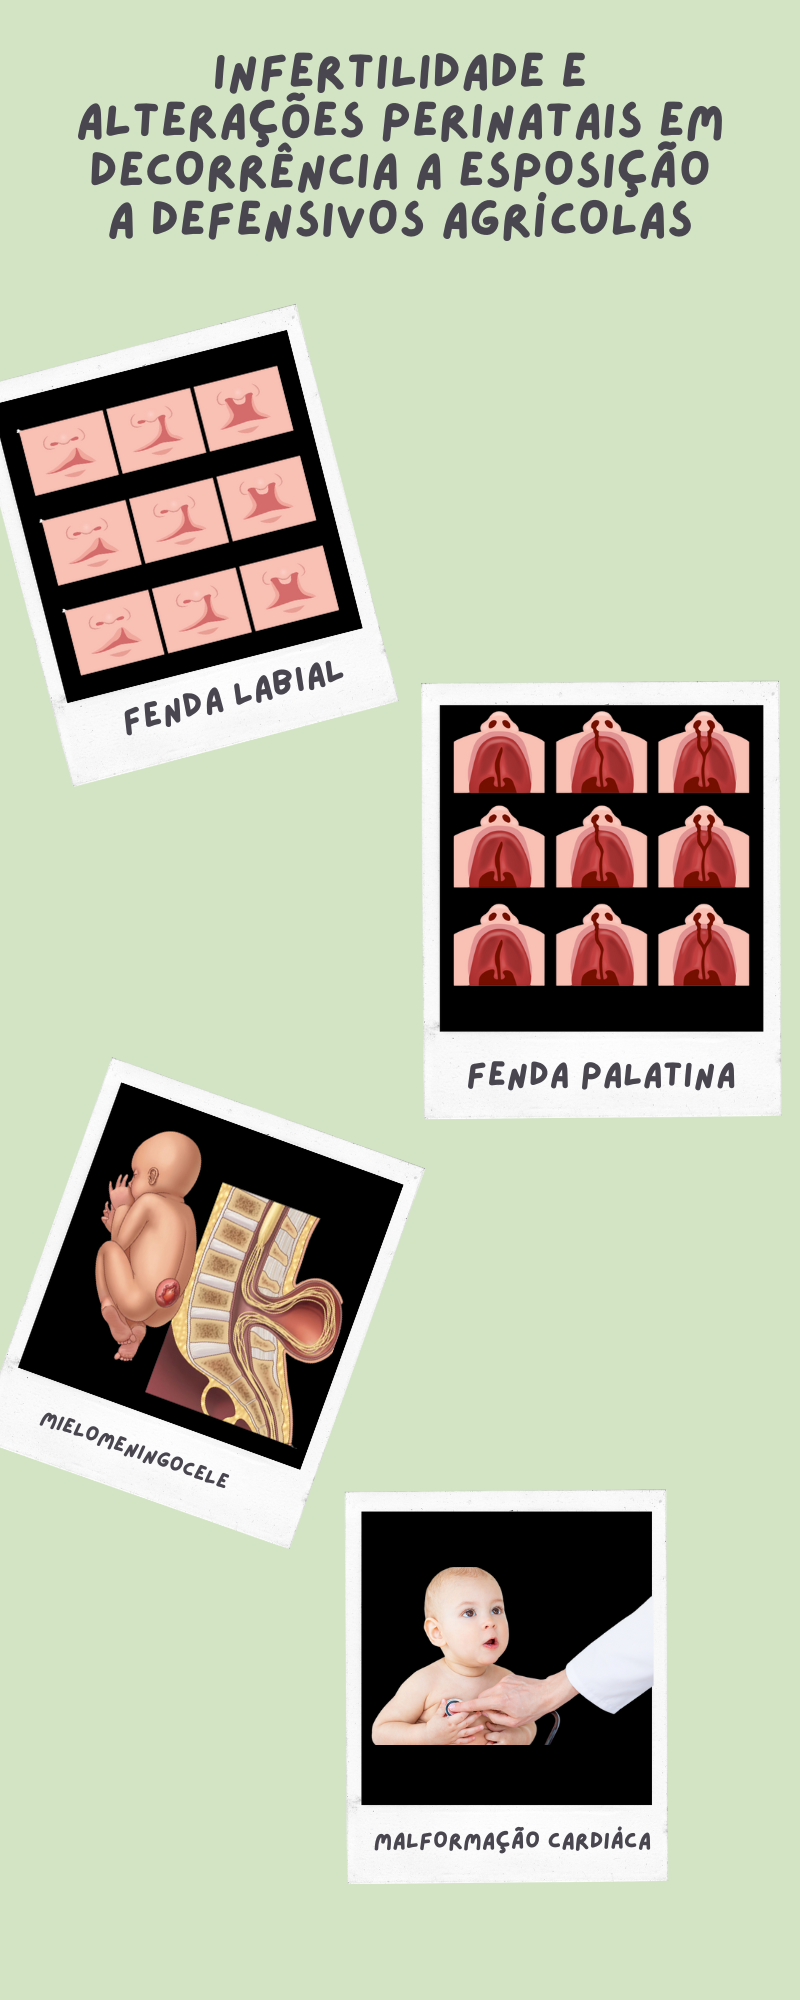 INFERTILIDADE E
ALTERAÇÕES PERINATAIS EM
DECORRÊNCIA A ESPOSIÇÃO
A DEFENSIVOS AGRÍCOLAS
FENDA LABIAL
FENDA PALATINA
MIELOMENINGOCELE
MALFORMAÇÃO CARDIÁCA